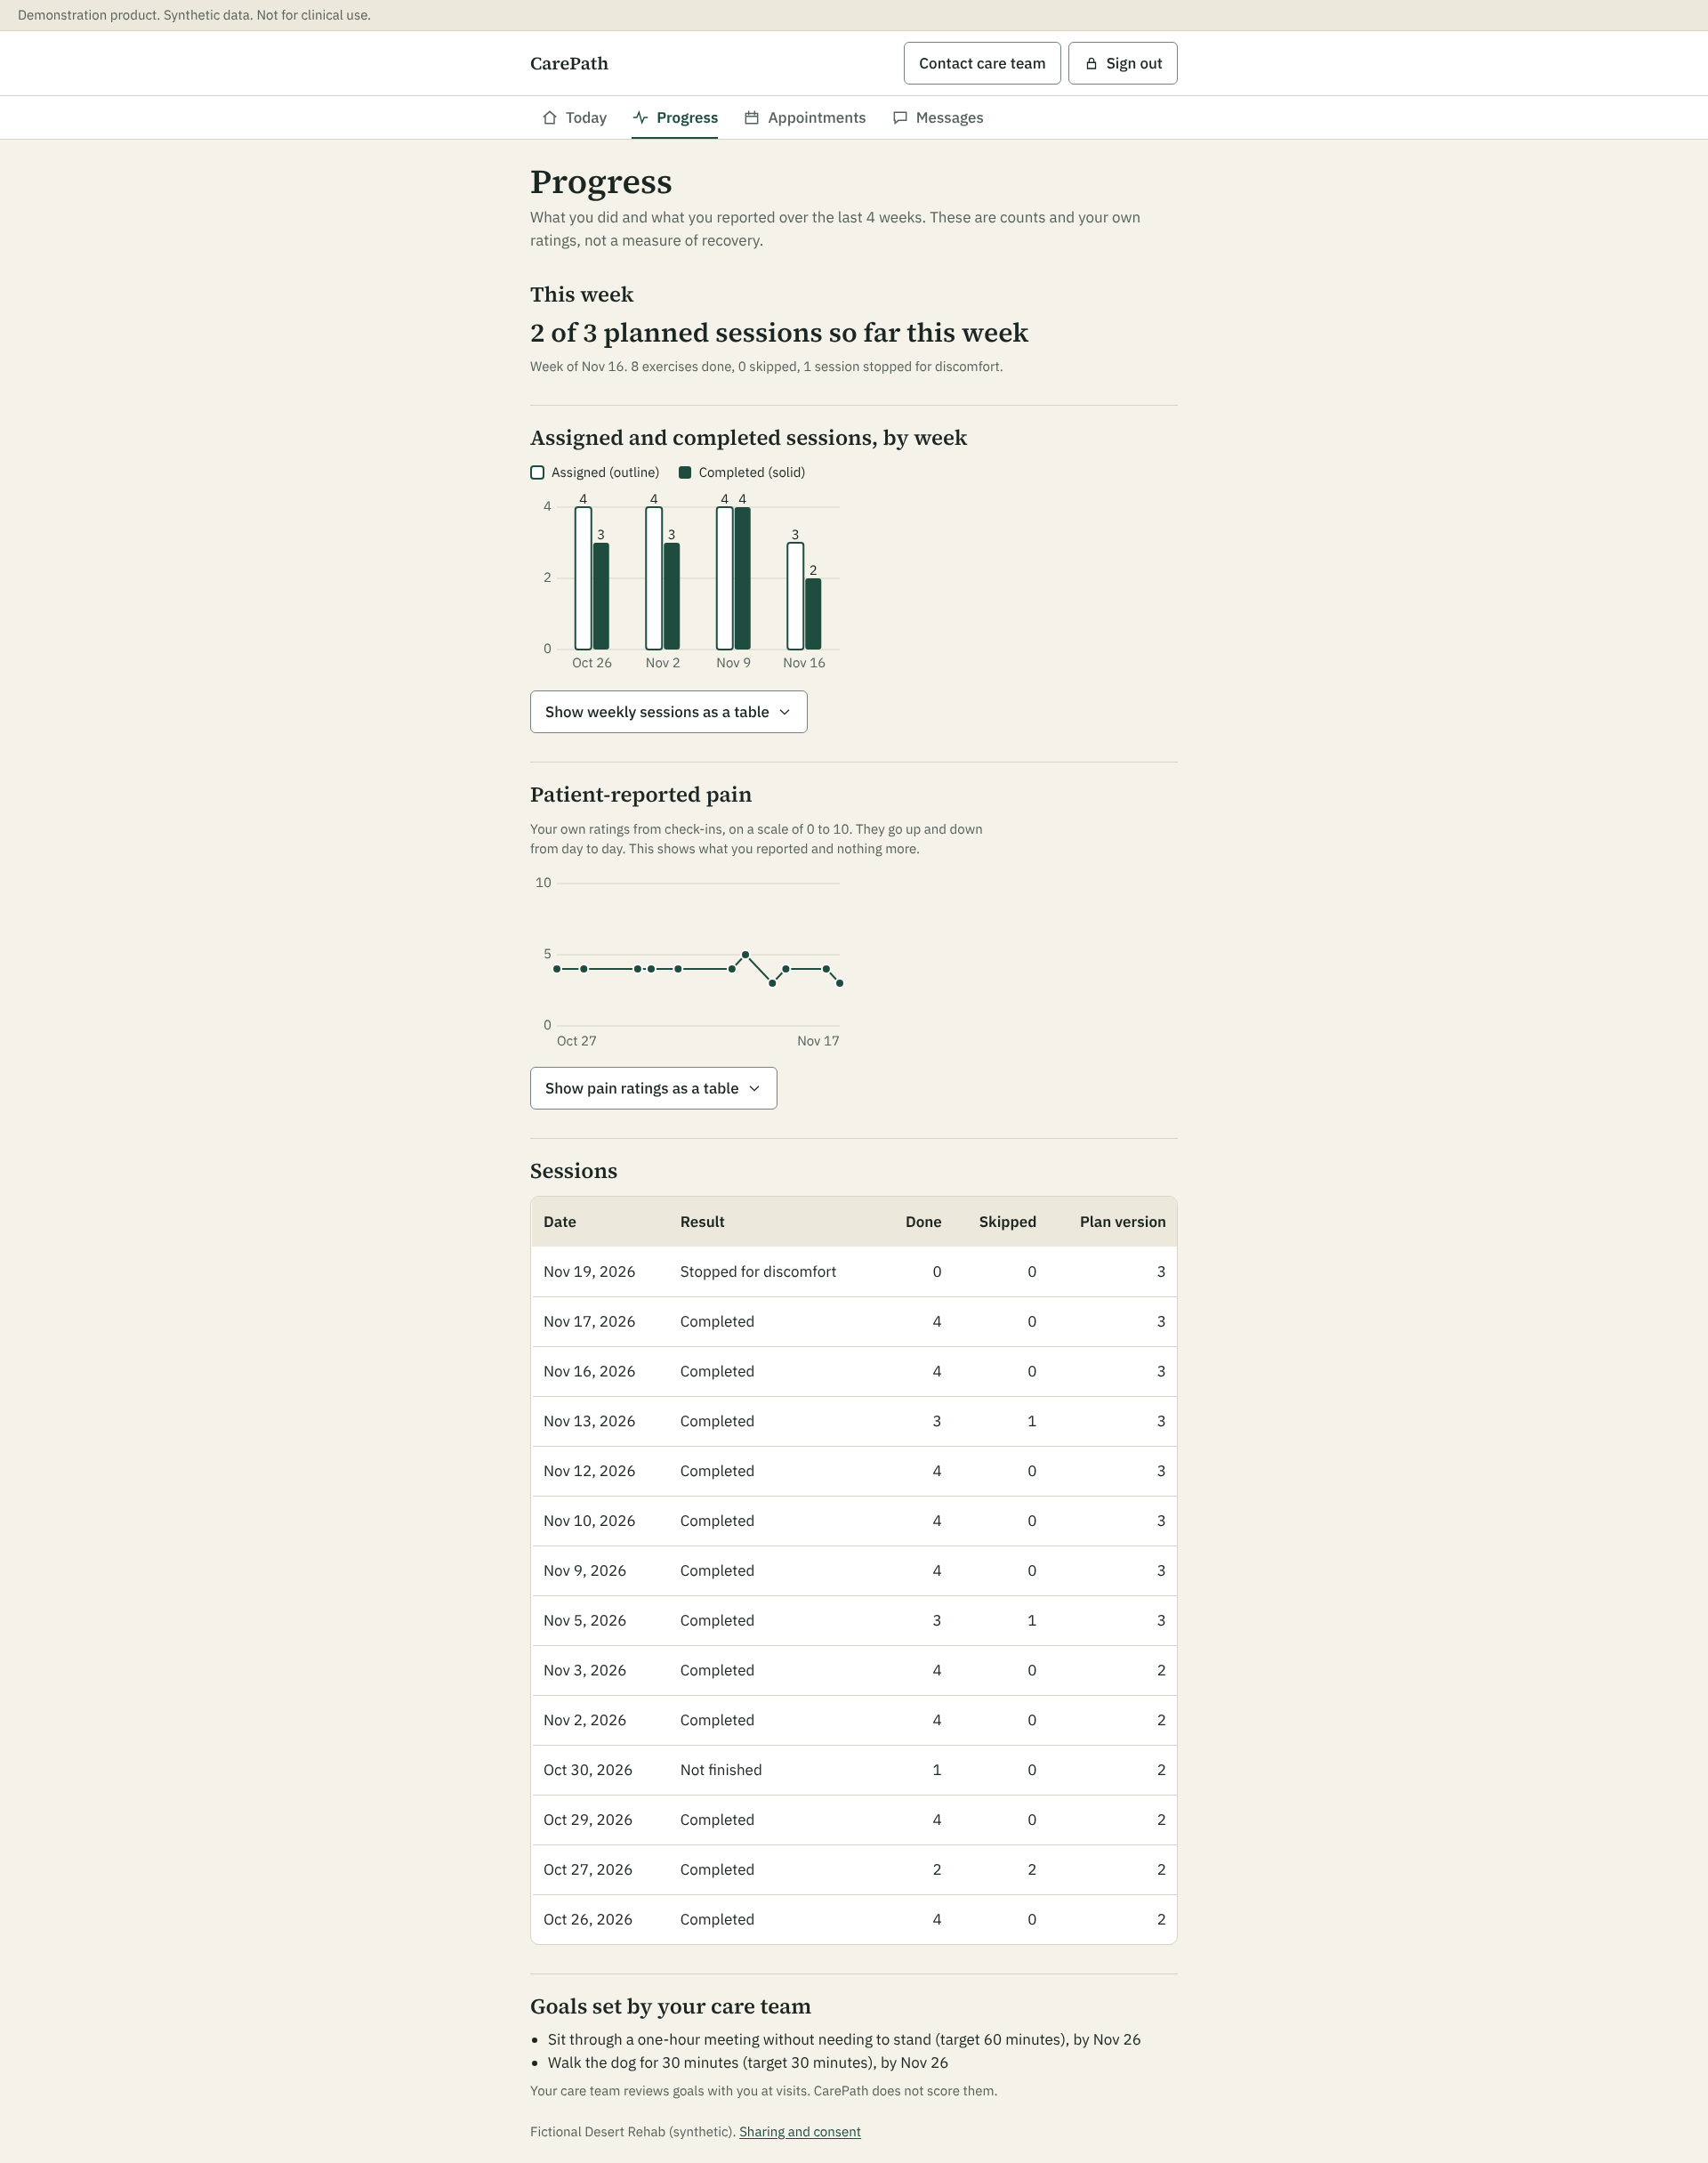 Demonstration product. Synthetic data. Not for clinical use.
CarePath
Contact care team
Sign out
Today
Progress
Appointments
Messages
Progress
What you did and what you reported over the last 4 weeks. These are counts and your own
ratings, not a measure of recovery.
This week
2 of 3 planned sessions so far this week
Week of Nov 16. 8 exercises done, 0 skipped, 1 session stopped for discomfort.
Assigned and completed sessions, by week
Assigned (outline)
Completed (solid)
4 4 3 4 3 4 4 3 2
2
0
Oct 26 Nov 2 Nov 9 Nov 16
Show weekly sessions as a table
Patient-reported pain
Your own ratings from check-ins, on a scale of 0 to 10. They go up and down
from day to day. This shows what you reported and nothing more.
10
5
0
Oct 27 Nov 17
Show pain ratings as a table
Sessions
Date Result Done Skipped Plan version
Nov 19, 2026 Stopped for discomfort 0 0 3
Nov 17, 2026 Completed 4 0 3
Nov 16, 2026 Completed 4 0 3
Nov 13, 2026 Completed 3 1 3
Nov 12, 2026 Completed 4 0 3
Nov 10, 2026 Completed 4 0 3
Nov 9, 2026 Completed 4 0 3
Nov 5, 2026 Completed 3 1 3
Nov 3, 2026 Completed 4 0 2
Nov 2, 2026 Completed 4 0 2
Oct 30, 2026 Not finished 1 0 2
Oct 29, 2026 Completed 4 0 2
Oct 27, 2026 Completed 2 2 2
Oct 26, 2026 Completed 4 0 2
Goals set by your care team
• Sit through a one-hour meeting without needing to stand (target 60 minutes), by Nov 26
• Walk the dog for 30 minutes (target 30 minutes), by Nov 26
Your care team reviews goals with you at visits. CarePath does not score them.
Fictional Desert Rehab (synthetic). Sharing and consent